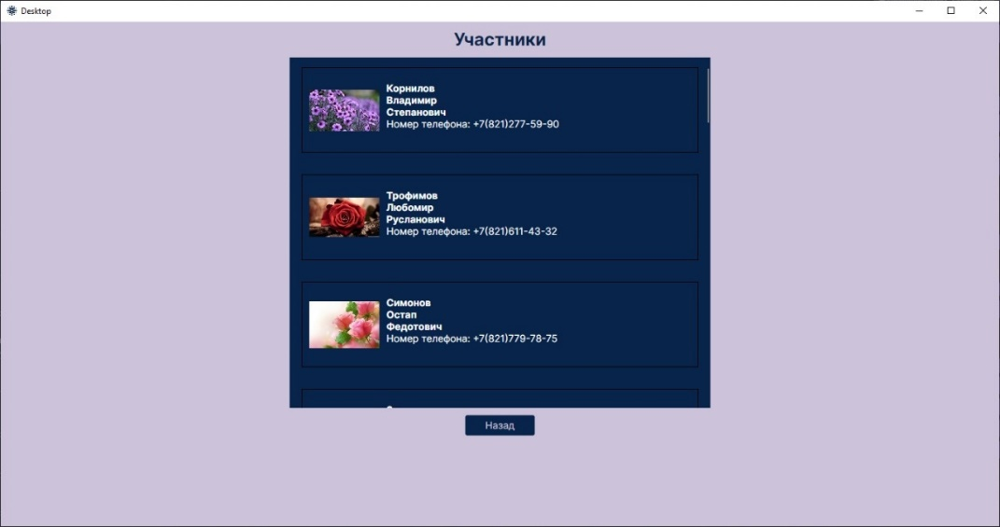 Desktop
Участники
Корнилов
Владимир
Степанович
Номер телефона: +7(821)277-59-90
Трофимов
Любомир
Русланович
Номер телефона: +7(821)611-43-32
Симонов
Остап
Федотович
Номер телефона: +7(821)779-78-75
Назад